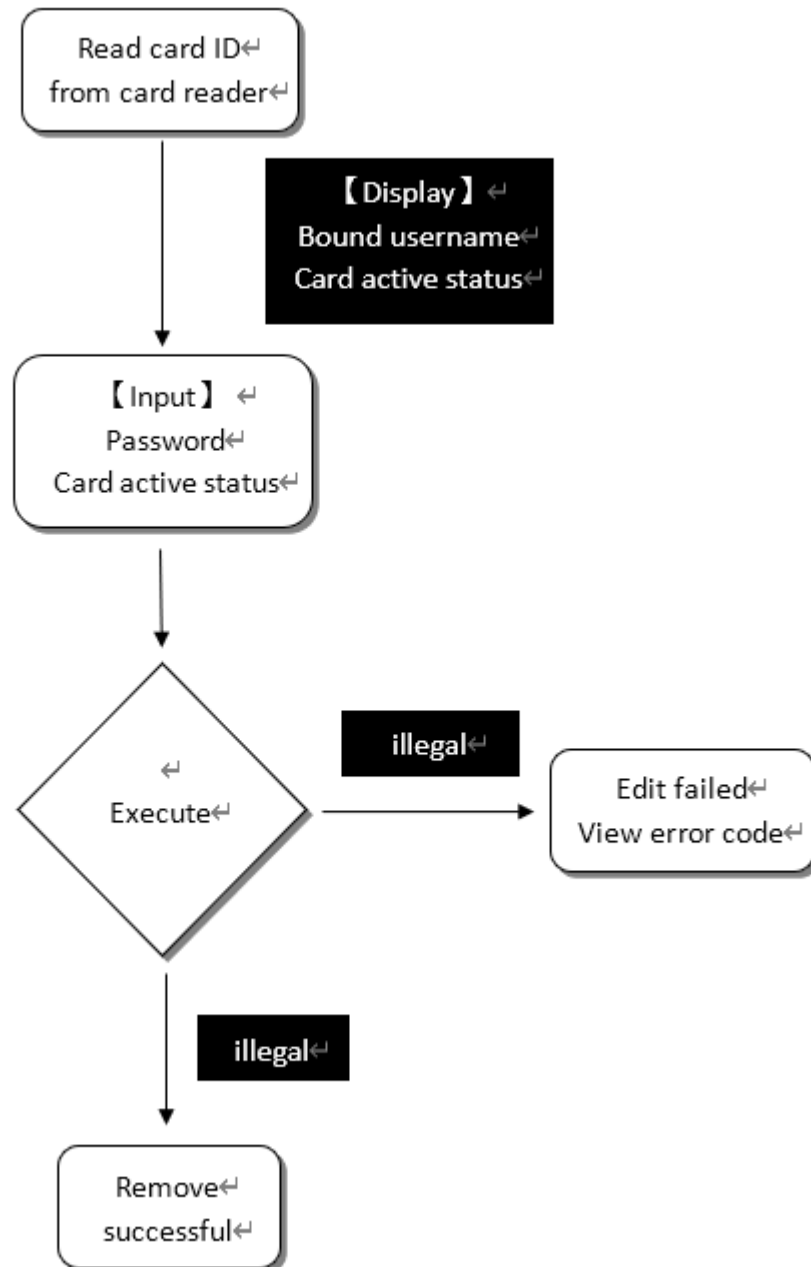 Read card ID↵
from card reader↵
【Display】 ↵
Bound username↵
Card active status↵
【Input】 ↵
Password↵
Card active status↵
↵
Execute↵
illegal↵
Edit failed↵
View error code↵
illegal↵
Remove↵
successful↵